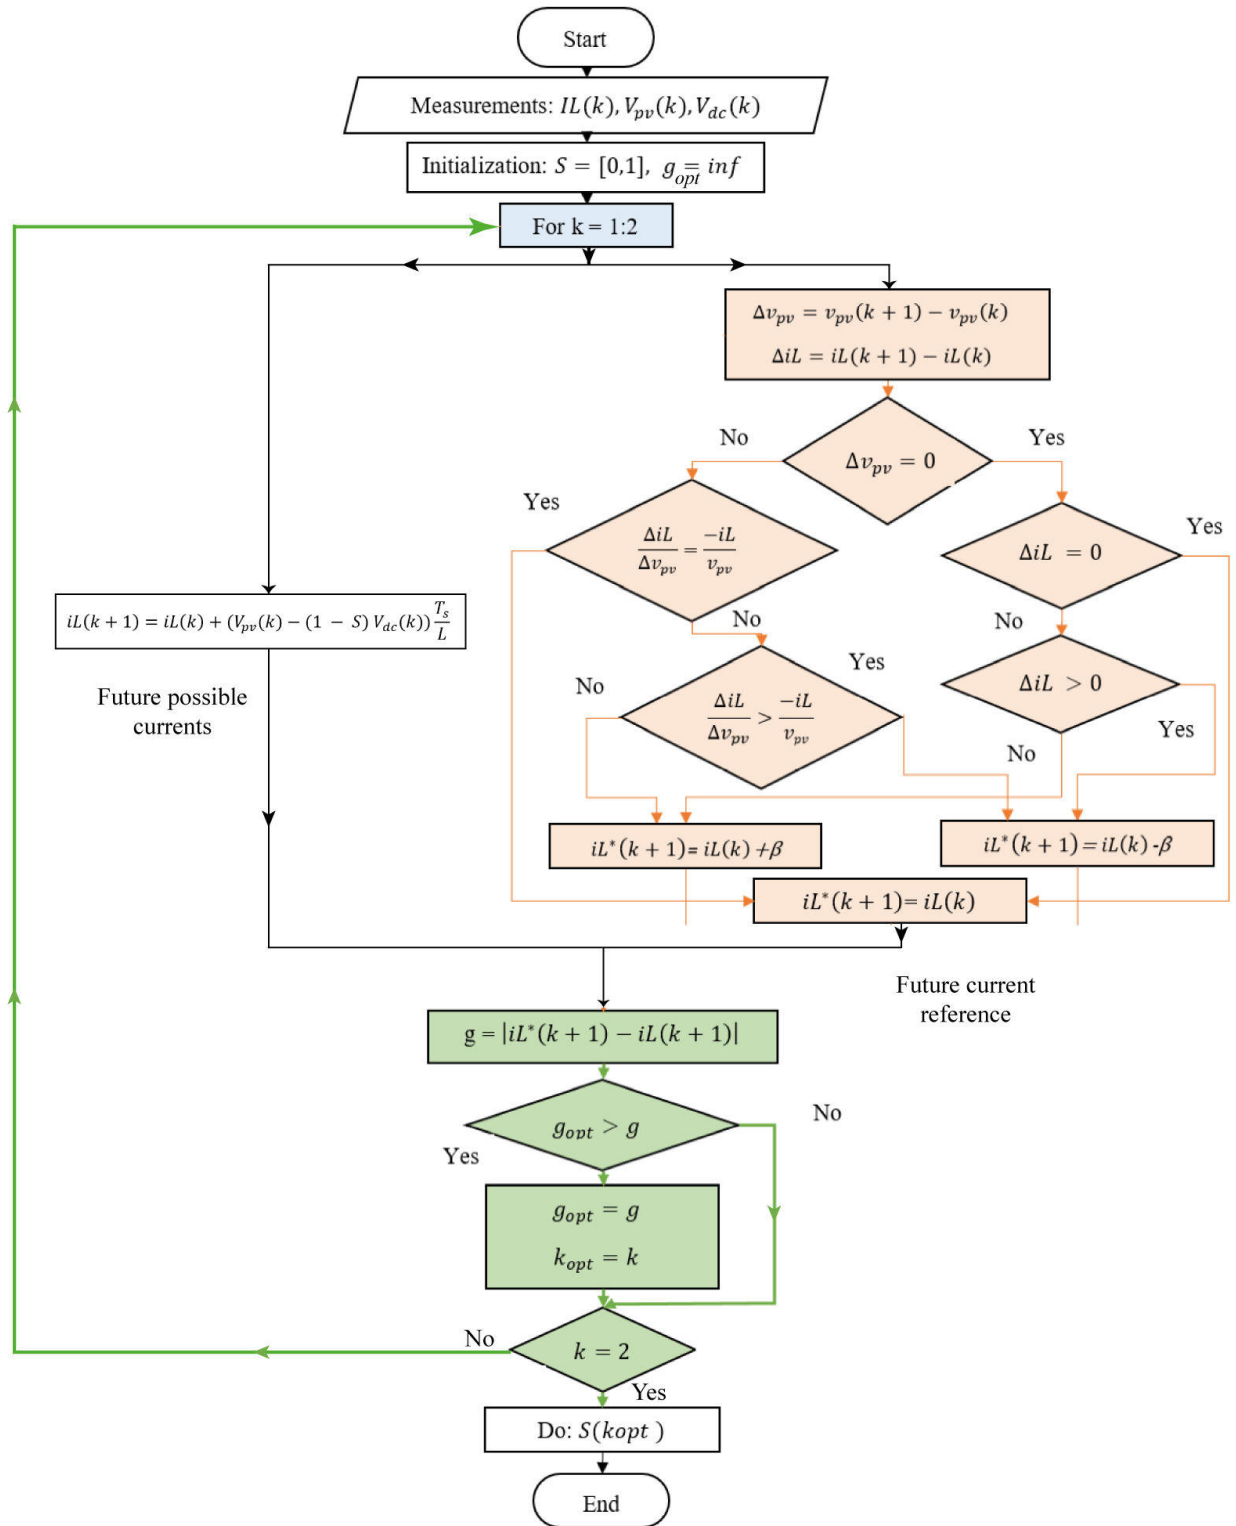 Start
Measurements: IL(k), V_pv(k), V_dc(k)
Initialization: S = [0,1], g_opt = inf
For k = 1:2
Δv_pv = v_pv(k + 1) − v_pv(k)
ΔiL = iL(k + 1) − iL(k)
No
Yes
Δv_pv = 0
Yes
Yes
ΔiL/Δv_pv = −iL/v_pv
ΔiL = 0
iL(k + 1) = iL(k) + (V_pv(k) − (1 − S) V_dc(k)) T_s/L
No
No
Future possible
currents
No
Yes
ΔiL/Δv_pv > −iL/v_pv
ΔiL > 0
Yes
No
iL*(k + 1)= iL(k) +β
iL*(k + 1)= iL(k) -β
iL*(k + 1)= iL(k)
Future current
reference
g = |iL*(k + 1) − iL(k + 1)|
No
g_opt > g
Yes
g_opt = g
k_opt = k
No
k = 2
Yes
Do: S(kopt )
End